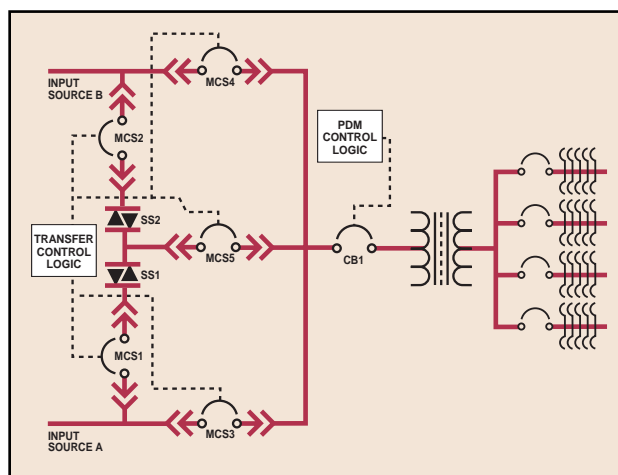 INPUT
SOURCE B
MCS4
MCS2
PDM
CONTROL
LOGIC
SS2
TRANSFER
CONTROL
LOGIC
MCS5
CB1
SS1
MCS1
MCS3
INPUT
SOURCE A